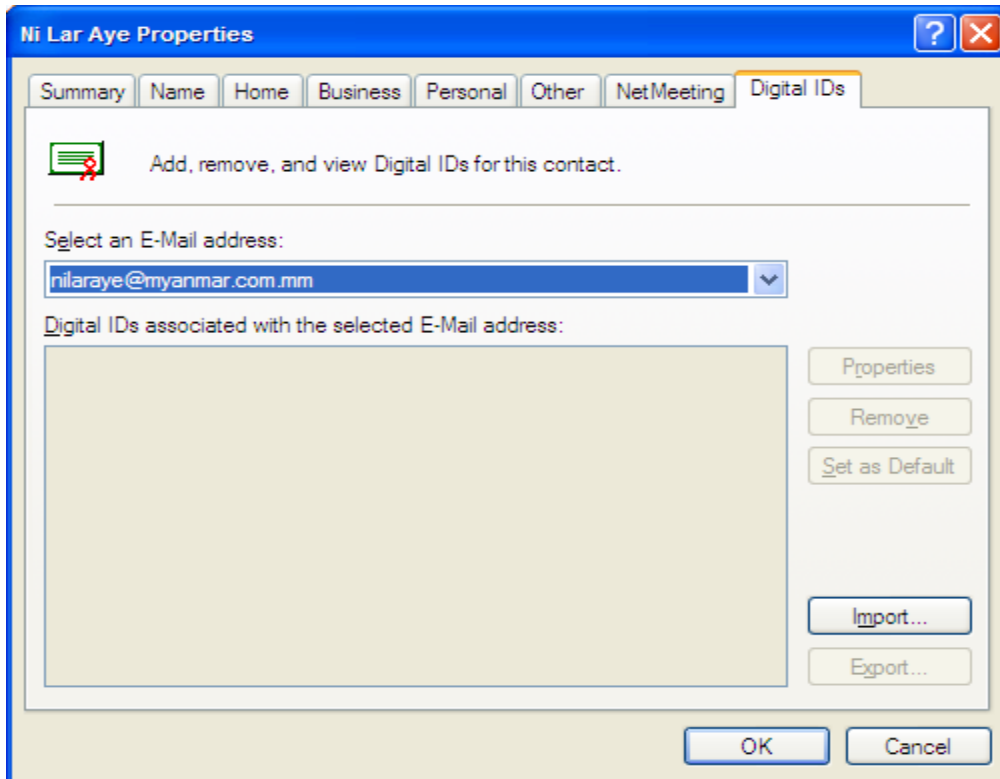 Ni Lar Aye Properties
Summary Name Home Business Personal Other NetMeeting Digital IDs
Add, remove, and view Digital IDs for this contact.
Select an E-Mail address:
nilaraye@myanmar.com.mm
Digital IDs associated with the selected E-Mail address:
Properties
Remove
Set as Default
Import...
Export...
OK Cancel